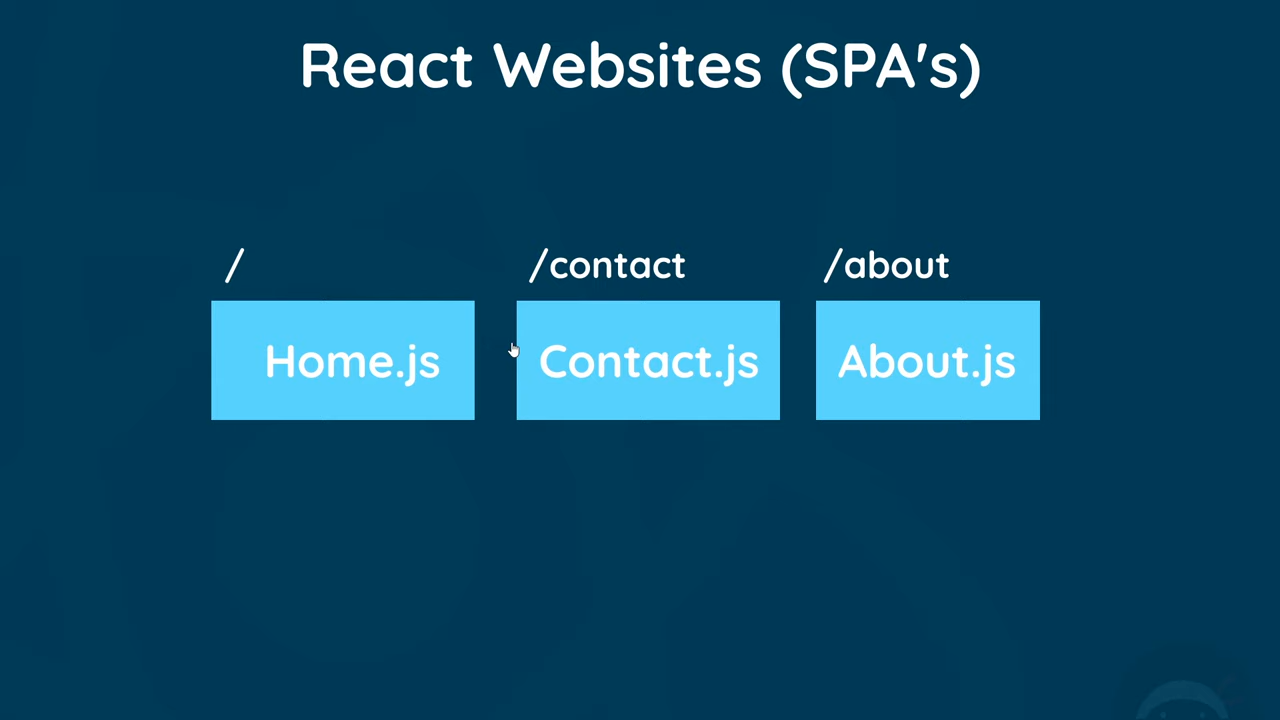 React Websites (SPA's)
/
/contact
/about
Home.js
Contact.js
About.js